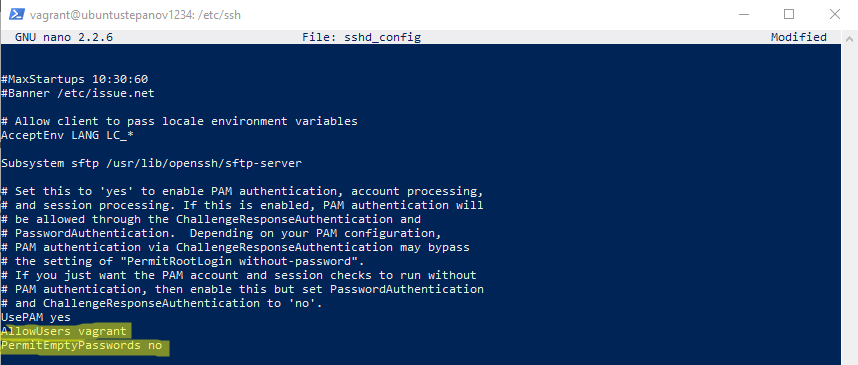 vagrant@ubuntustepanov1234: /etc/ssh
GNU nano 2.2.6 File: sshd_config Modified
#MaxStartups 10:30:60
#Banner /etc/issue.net
# Allow client to pass locale environment variables
AcceptEnv LANG LC_*
Subsystem sftp /usr/lib/openssh/sftp-server
# Set this to 'yes' to enable PAM authentication, account processing,
# and session processing. If this is enabled, PAM authentication will
# be allowed through the ChallengeResponseAuthentication and
# PasswordAuthentication.  Depending on your PAM configuration,
# PAM authentication via ChallengeResponseAuthentication may bypass
# the setting of "PermitRootLogin without-password".
# If you just want the PAM account and session checks to run without
# PAM authentication, then enable this but set PasswordAuthentication
# and ChallengeResponseAuthentication to 'no'.
UsePAM yes
AllowUsers vagrant
PermitEmptyPasswords no